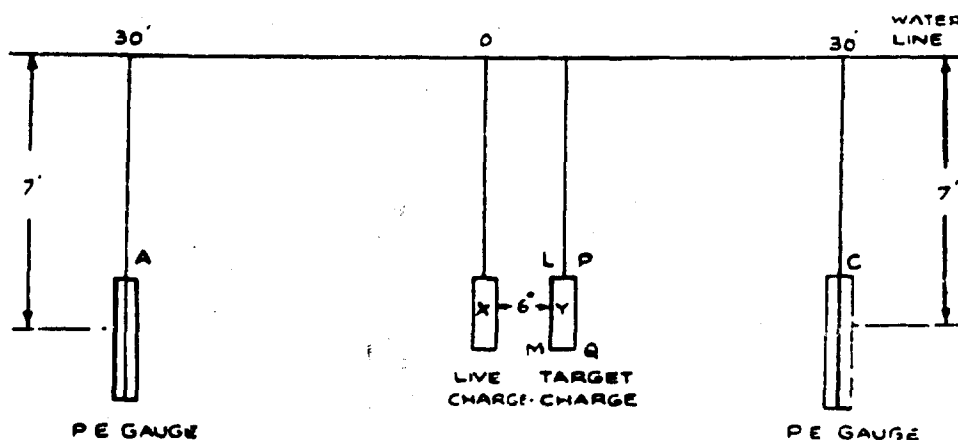 30' 0' 30' WATER
LINE
7' 7'
A L P C
X 6" Y
M Q
LIVE TARGET
CHARGE. CHARGE
P E GAUGE P E GAUGE